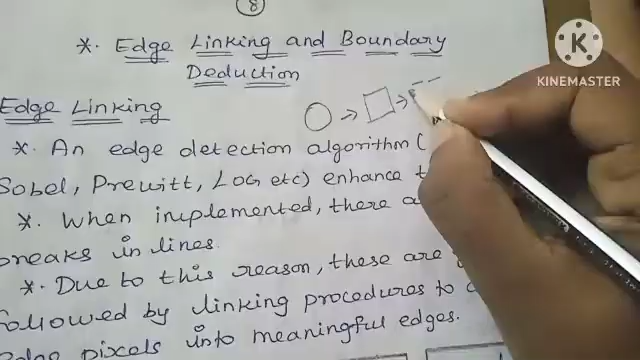 8
*. Edge Linking and Boundary
Deduction
Edge Linking
*. An edge detection algorithm (
Sobel, Prewitt, LoG etc) enhance
*. When implemented, there
breaks in lines.
*. Due to this reason, these are
followed by linking procedures to
edge pixels into meaningful edges.
K
KINEMASTER